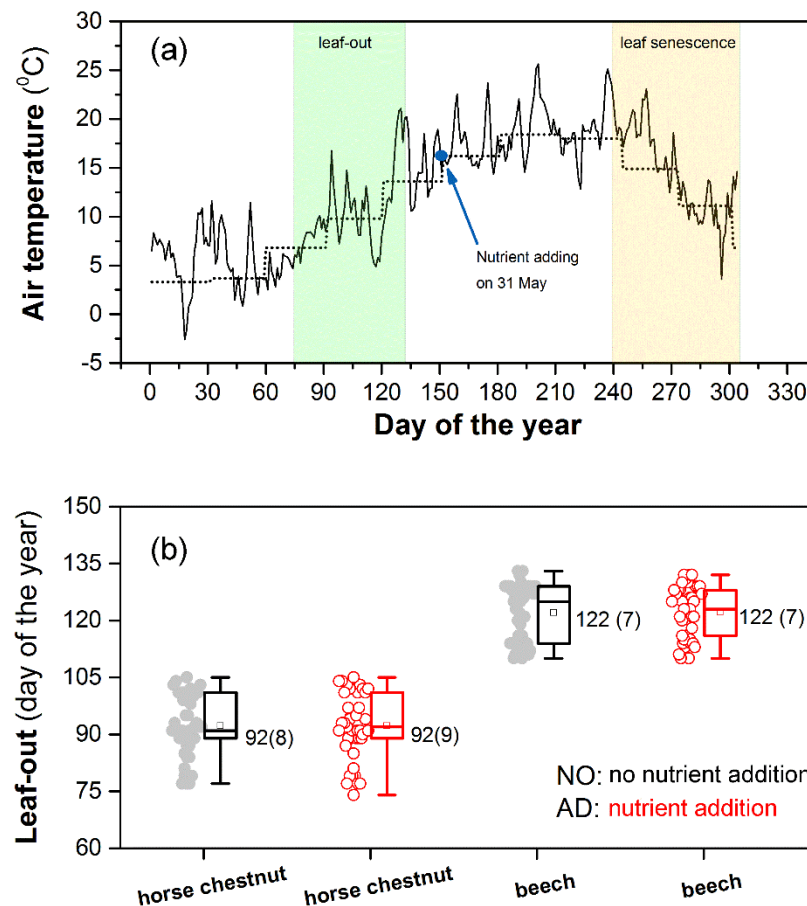 (a)
leaf-out
leaf senescence
Air temperature (⁰C)
30
25
20
15
10
5
0
-5
Nutrient adding
on 31 May
0 30 60 90 120 150 180 210 240 270 300
Day of the year
(b)
Leaf-out (day of the year)
150
135
120
105
90
75
60
92(8)
92(9)
122 (7)
122 (7)
NO: no nutrient addition
AD: nutrient addition
horse chestnut
horse chestnut
beech
beech